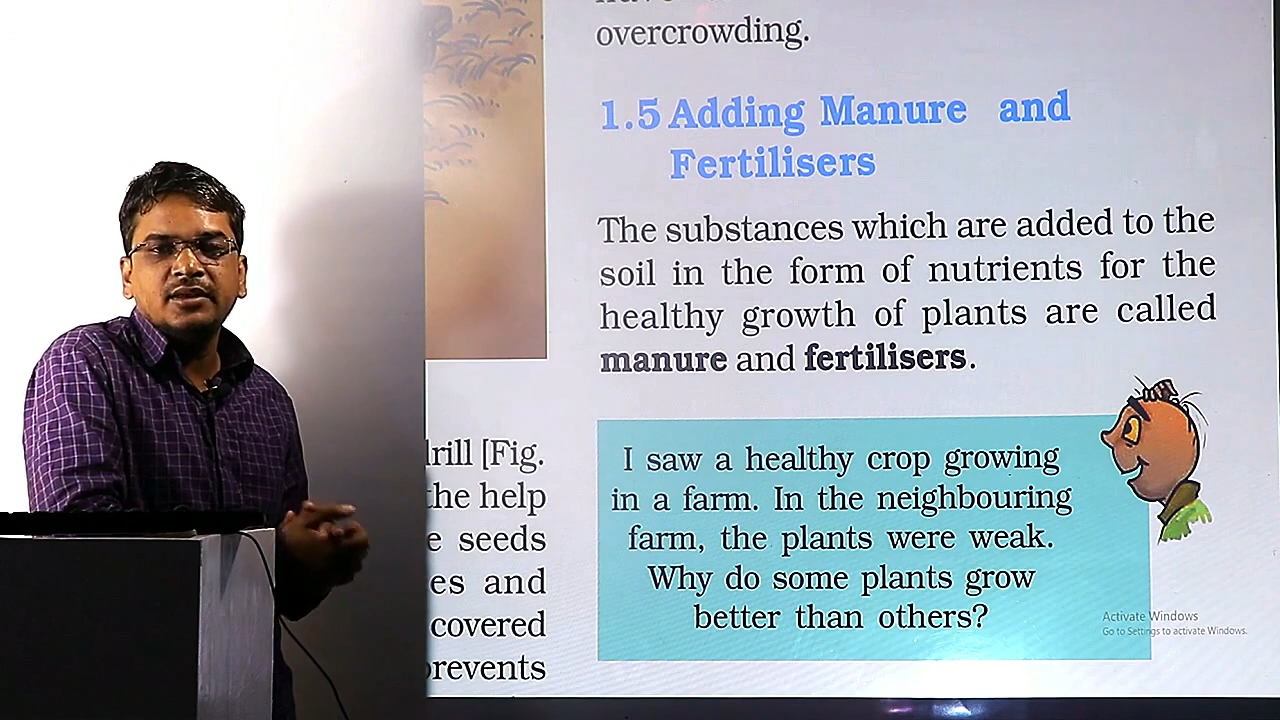 overcrowding.
1.5 Adding Manure and
Fertilisers
The substances which are added to the
soil in the form of nutrients for the
healthy growth of plants are called
manure and fertilisers.
[Fig.
the help
seeds
and
covered
prevents
I saw a healthy crop growing
in a farm. In the neighbouring
farm, the plants were weak.
Why do some plants grow
better than others?
Activate Windows
Go to Settings to activate Windows.